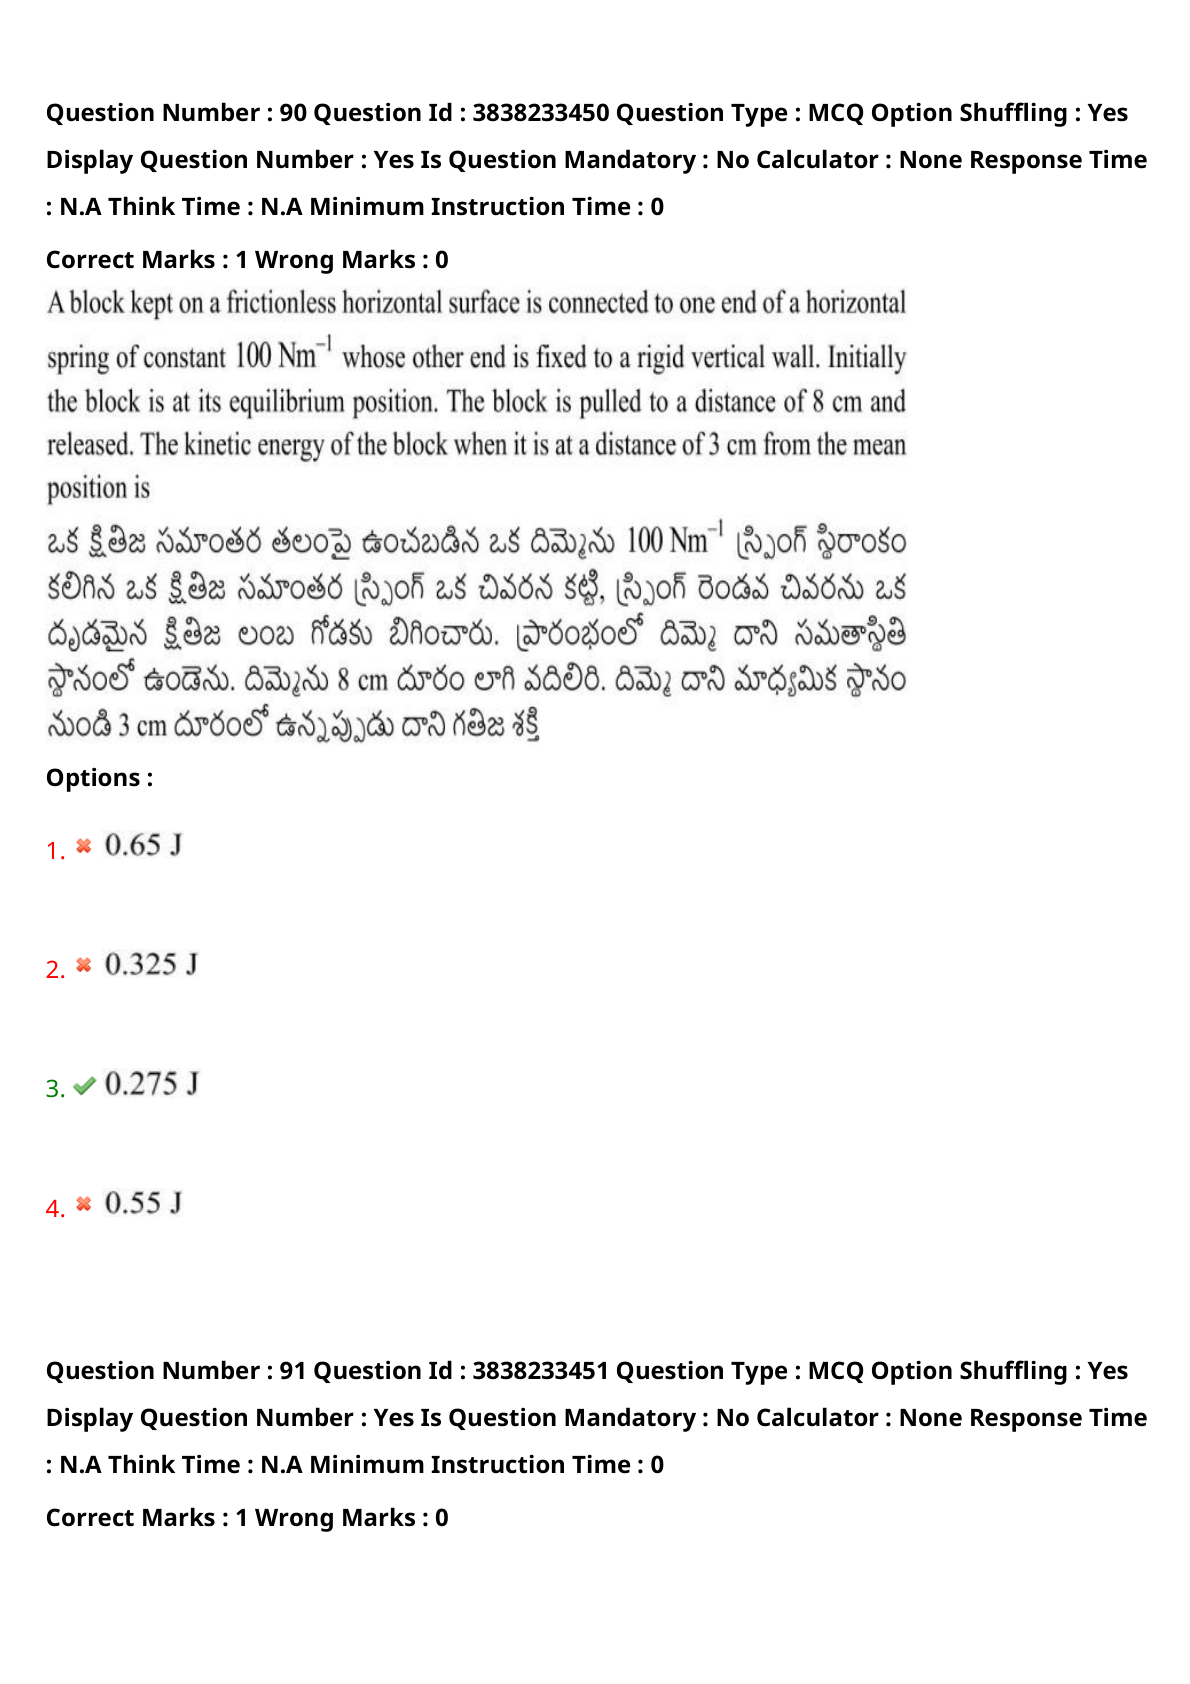 Question Number : 90 Question Id : 3838233450 Question Type : MCQ Option Shuffling : Yes
Display Question Number : Yes Is Question Mandatory : No Calculator : None Response Time
: N.A Think Time : N.A Minimum Instruction Time : 0
Correct Marks : 1 Wrong Marks : 0
A block kept on a frictionless horizontal surface is connected to one end of a horizontal
spring of constant 100 Nm⁻¹ whose other end is fixed to a rigid vertical wall. Initially
the block is at its equilibrium position. The block is pulled to a distance of 8 cm and
released. The kinetic energy of the block when it is at a distance of 3 cm from the mean
position is
ఒక క్షితిజ సమాంతర తలంపై ఉంచబడిన ఒక దిమ్మెను 100 Nm⁻¹ స్ప్రింగ్ స్థిరాంకం
కలిగిన ఒక క్షితిజ సమాంతర స్ప్రింగ్ ఒక చివరన కట్టి, స్ప్రింగ్ రెండవ చివరను ఒక
దృడమైన క్షితిజ లంబ గోడకు బిగించారు. ప్రారంభంలో దిమ్మె దాని సమతాస్థితి
స్థానంలో ఉండెను. దిమ్మెను 8 cm దూరం లాగి వదిలిరి. దిమ్మె దాని మాధ్యమిక స్థానం
నుండి 3 cm దూరంలో ఉన్నప్పుడు దాని గతిజ శక్తి
Options :
1. 0.65 J
2. 0.325 J
3. 0.275 J
4. 0.55 J
Question Number : 91 Question Id : 3838233451 Question Type : MCQ Option Shuffling : Yes
Display Question Number : Yes Is Question Mandatory : No Calculator : None Response Time
: N.A Think Time : N.A Minimum Instruction Time : 0
Correct Marks : 1 Wrong Marks : 0